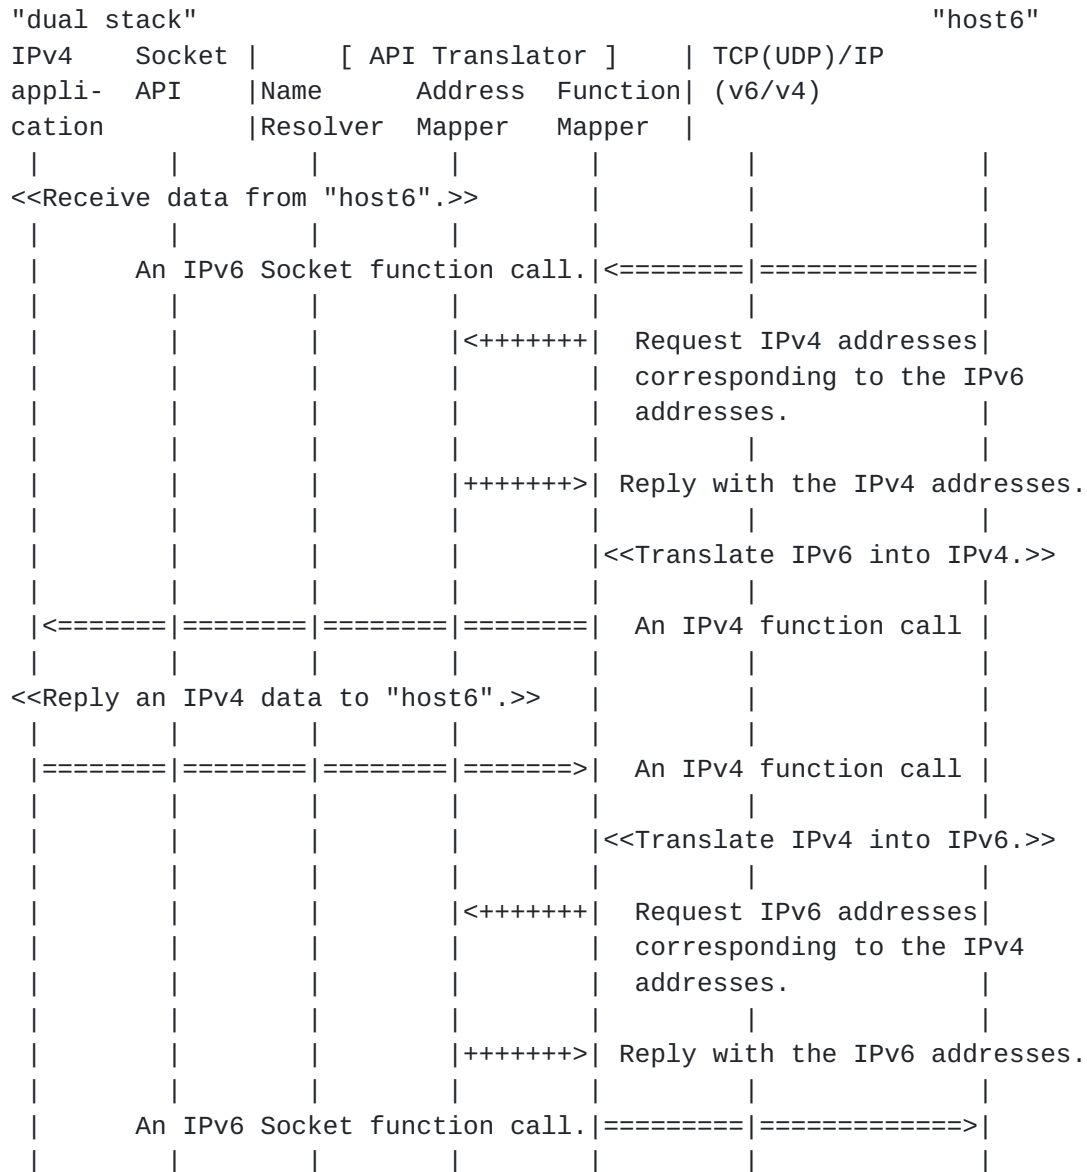 "dual stack" "host6"
IPv4 Socket | [ API Translator ] | TCP(UDP)/IP
appli- API |Name Address Function| (v6/v4)
cation |Resolver Mapper Mapper |
| | | | | | |
<<Receive data from "host6".>> | | |
| | | | | | |
| An IPv6 Socket function call.|<========|==============|
| | | | | | |
| | | |<+++++++| Request IPv4 addresses|
| | | | | corresponding to the IPv6
| | | | | addresses. |
| | | | | | |
| | | |+++++++>| Reply with the IPv4 addresses.
| | | | | | |
| | | | |<<Translate IPv6 into IPv4.>>
| | | | | | |
|<=======|========|========|========| An IPv4 function call |
| | | | | | |
<<Reply an IPv4 data to "host6".>> | | |
| | | | | | |
|========|========|========|=======>| An IPv4 function call |
| | | | | | |
| | | | |<<Translate IPv4 into IPv6.>>
| | | | | | |
| | | |<+++++++| Request IPv6 addresses|
| | | | | corresponding to the IPv4
| | | | | addresses. |
| | | | | | |
| | | |+++++++>| Reply with the IPv6 addresses.
| | | | | | |
| An IPv6 Socket function call.|=========|=============>|
| | | | | | |